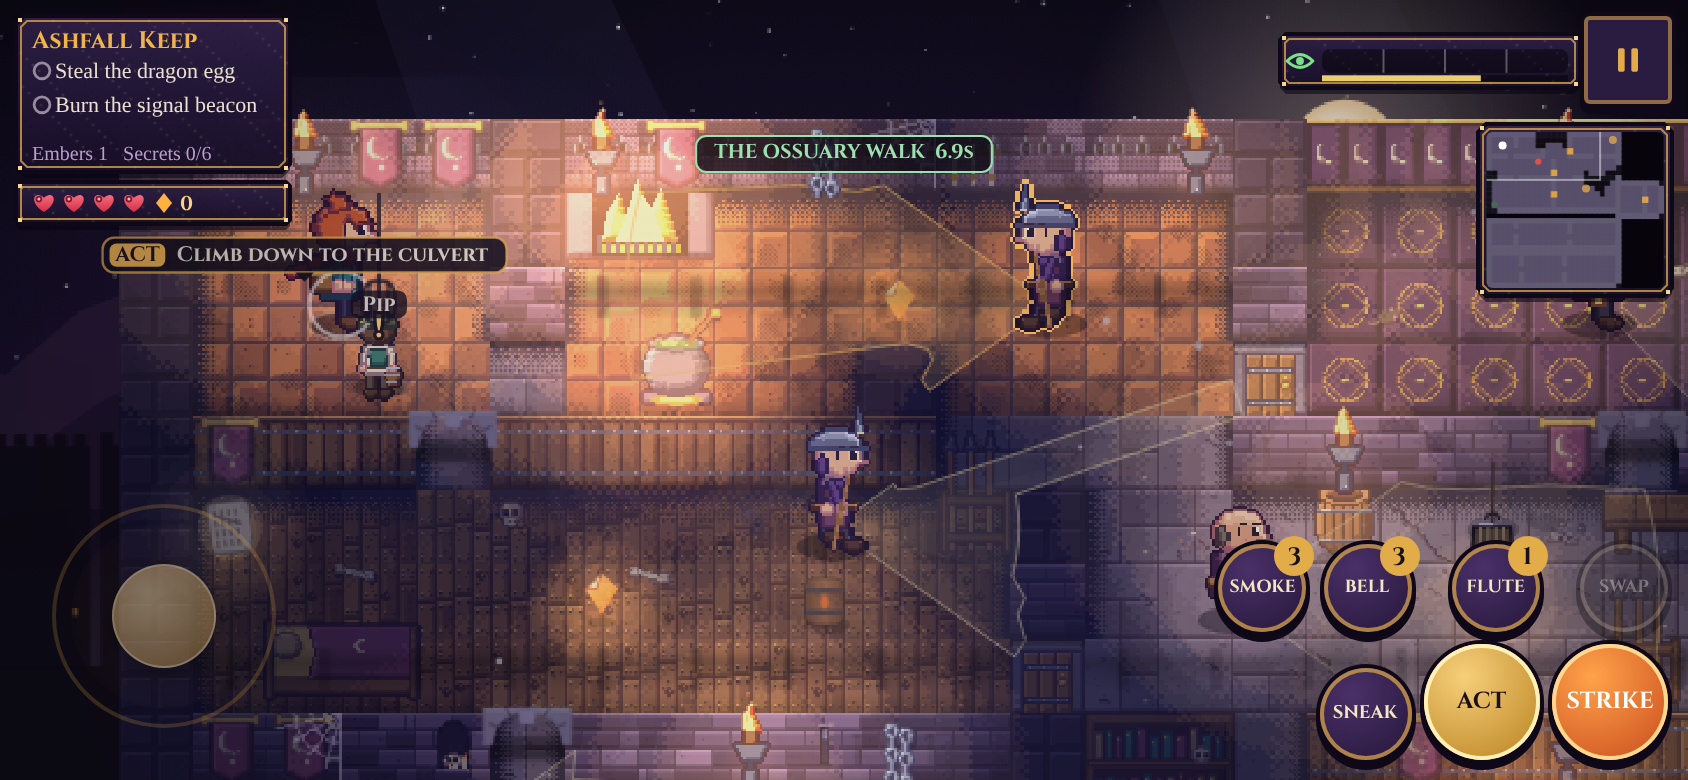 Ashfall Keep
Steal the dragon egg
Burn the signal beacon
Embers 1 Secrets 0/6
0
THE OSSUARY WALK 6.9s
ACT Climb down to the culvert
Pip
3
3
1
SMOKE
BELL
FLUTE
SWAP
SNEAK
ACT
STRIKE